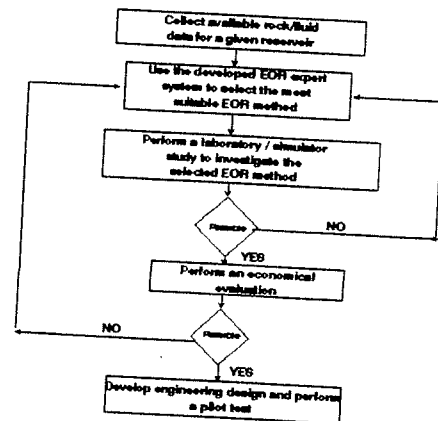 Collect available rock/fluid
data for a given reservoir
Use the developed EOR expert
system to select the most
suitable EOR method
Perform a laboratory / simulator
study to investigate the
selected EOR method
NO
YES
Perform an economical
evaluation
NO
YES
Develop engineering design and perform
a pilot test